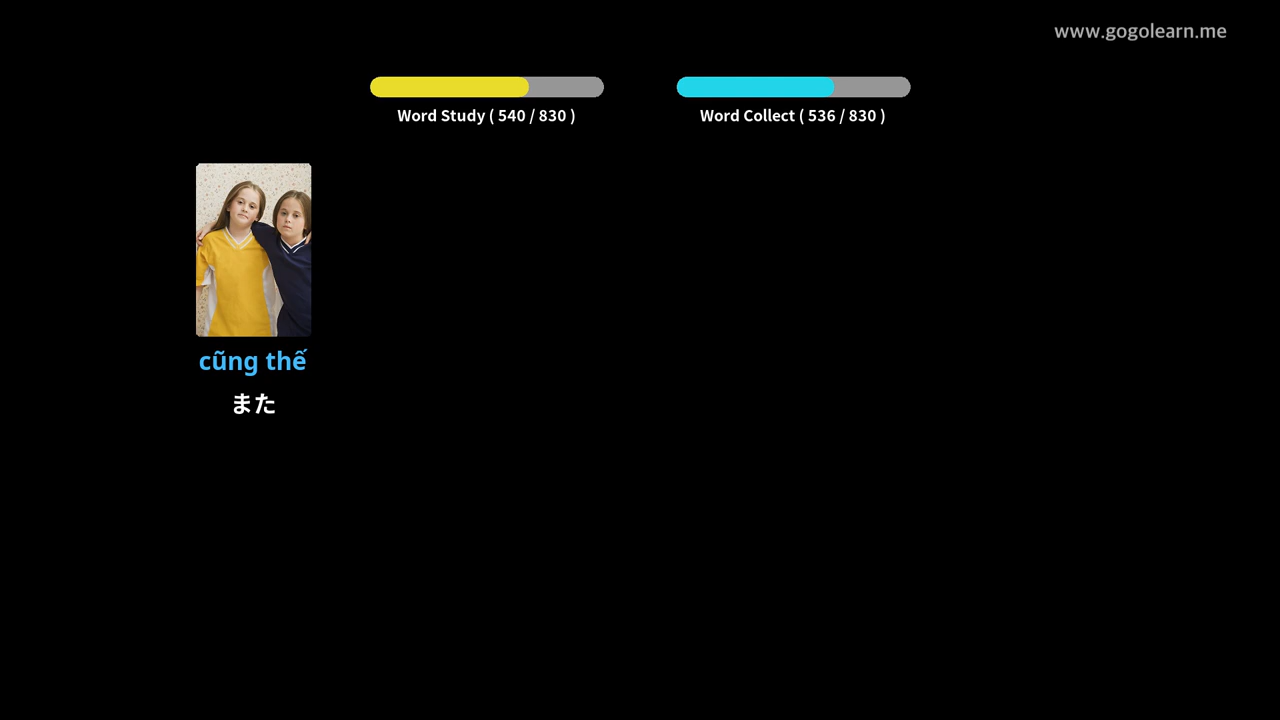 www.gogolearn.me
Word Study ( 540 / 830 )
Word Collect ( 536 / 830 )
cũng thế
また